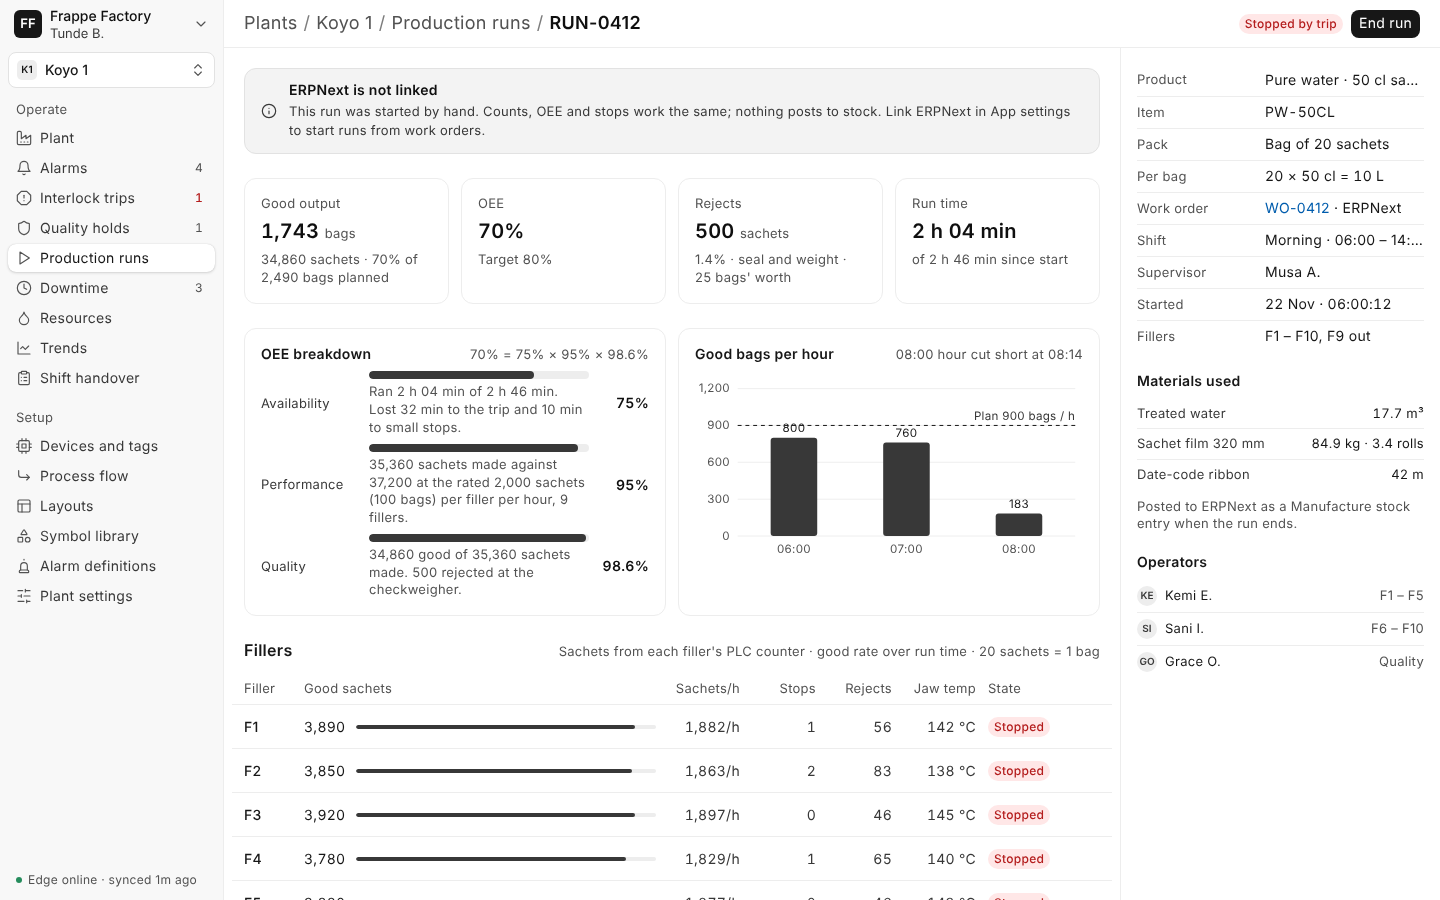 FF
Frappe Factory
Tunde B.
K1 Koyo 1
Operate
Plant
Alarms 4
Interlock trips 1
Quality holds 1
Production runs
Downtime 3
Resources
Trends
Shift handover
Setup
Devices and tags
Process flow
Layouts
Symbol library
Alarm definitions
Plant settings
Edge online · synced 1m ago
Plants / Koyo 1 / Production runs / RUN-0412
Stopped by trip
End run
ERPNext is not linked
This run was started by hand. Counts, OEE and stops work the same; nothing posts to stock. Link ERPNext in App settings
to start runs from work orders.
Good output
1,743 bags
34,860 sachets · 70% of
2,490 bags planned
OEE
70%
Target 80%
Rejects
500 sachets
1.4% · seal and weight ·
25 bags' worth
Run time
2 h 04 min
of 2 h 46 min since start
OEE breakdown 70% = 75% × 95% × 98.6%
Availability
Ran 2 h 04 min of 2 h 46 min.
Lost 32 min to the trip and 10 min
to small stops.
75%
Performance
35,360 sachets made against
37,200 at the rated 2,000 sachets
(100 bags) per filler per hour, 9
fillers.
95%
Quality
34,860 good of 35,360 sachets
made. 500 rejected at the
checkweigher.
98.6%
Good bags per hour 08:00 hour cut short at 08:14
1,200
900
600
300
0
Plan 900 bags / h
800
760
183
06:00 07:00 08:00
Fillers Sachets from each filler's PLC counter · good rate over run time · 20 sachets = 1 bag
Filler Good sachets Sachets/h Stops Rejects Jaw temp State
F1 3,890 1,882/h 1 56 142 °C Stopped
F2 3,850 1,863/h 2 83 138 °C Stopped
F3 3,920 1,897/h 0 46 145 °C Stopped
F4 3,780 1,829/h 1 65 140 °C Stopped
Product Pure water · 50 cl sa...
Item PW-50CL
Pack Bag of 20 sachets
Per bag 20 × 50 cl = 10 L
Work order WO-0412 · ERPNext
Shift Morning · 06:00 – 14:...
Supervisor Musa A.
Started 22 Nov · 06:00:12
Fillers F1 – F10, F9 out
Materials used
Treated water 17.7 m³
Sachet film 320 mm 84.9 kg · 3.4 rolls
Date-code ribbon 42 m
Posted to ERPNext as a Manufacture stock
entry when the run ends.
Operators
KE Kemi E. F1 – F5
SI Sani I. F6 – F10
GO Grace O. Quality